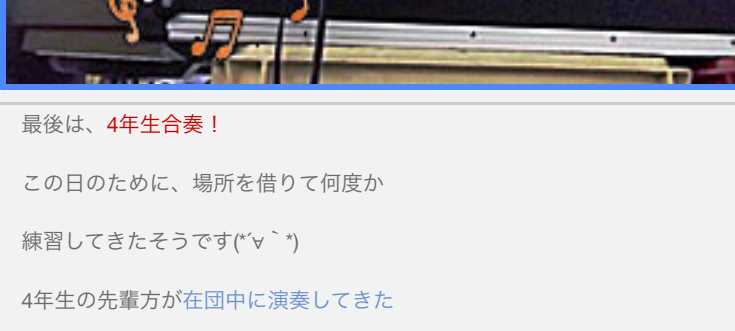 最後は、4年生合奏！
この日のために、場所を借りて何度か
練習してきたそうです(*´∀｀*)
4年生の先輩方が在団中に演奏してきた